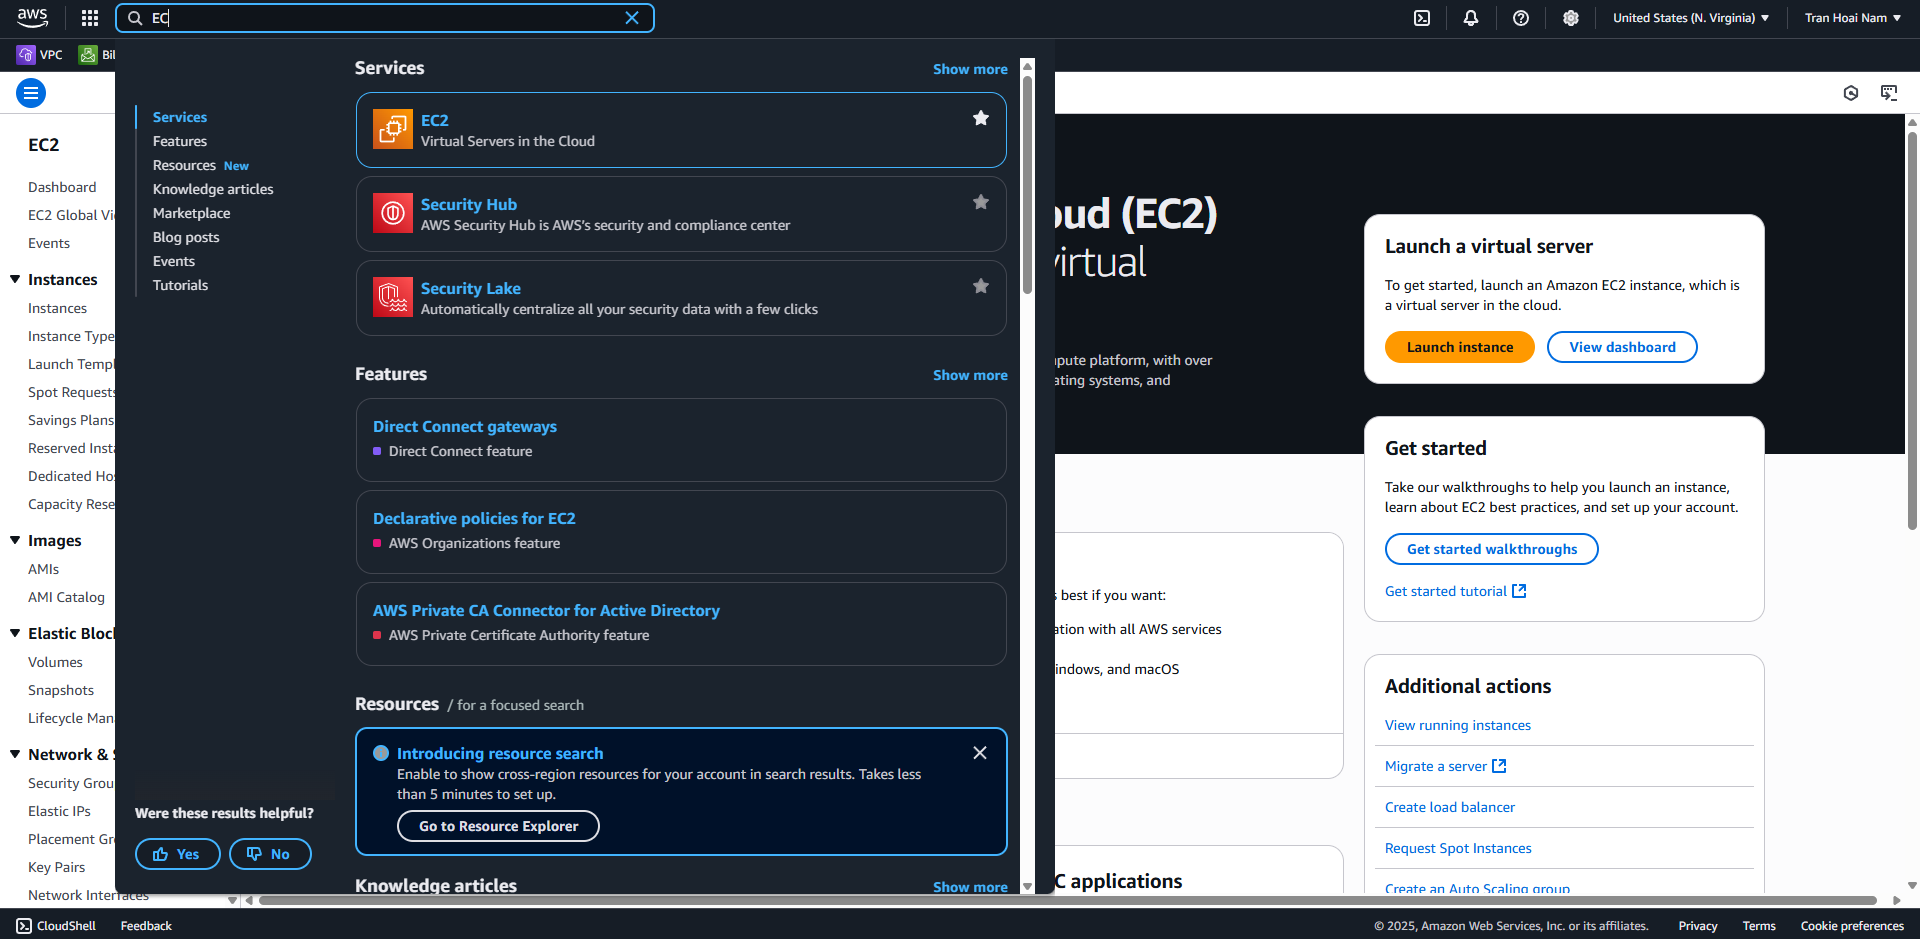 aws
EC
United States (N. Virginia)
Tran Hoai Nam
VPC
Bil
EC2
Dashboard
EC2 Global Vi
Events
Instances
Instances
Instance Type
Launch Templ
Spot Requests
Savings Plans
Reserved Insta
Dedicated Hos
Capacity Rese
Images
AMIs
AMI Catalog
Elastic Bloc
Volumes
Snapshots
Lifecycle Man
Network & S
Security Grou
Elastic IPs
Placement Gr
Key Pairs
Network Interfaces
Services
Features
Resources New
Knowledge articles
Marketplace
Blog posts
Events
Tutorials
Were these results helpful?
Yes
No
Services
Show more
EC2
Virtual Servers in the Cloud
Security Hub
AWS Security Hub is AWS's security and compliance center
Security Lake
Automatically centralize all your security data with a few clicks
Features
Show more
Direct Connect gateways
Direct Connect feature
Declarative policies for EC2
AWS Organizations feature
AWS Private CA Connector for Active Directory
AWS Private Certificate Authority feature
Resources / for a focused search
Introducing resource search
Enable to show cross-region resources for your account in search results. Takes less
than 5 minutes to set up.
Go to Resource Explorer
Knowledge articles
Show more
oud (EC2)
virtual
pute platform, with over
ating systems, and
s best if you want:
ation with all AWS services
indows, and macOS
C applications
Launch a virtual server
To get started, launch an Amazon EC2 instance, which is
a virtual server in the cloud.
Launch instance
View dashboard
Get started
Take our walkthroughs to help you launch an instance,
learn about EC2 best practices, and set up your account.
Get started walkthroughs
Get started tutorial
Additional actions
View running instances
Migrate a server
Create load balancer
Request Spot Instances
Create an Auto Scaling group
CloudShell
Feedback
© 2025, Amazon Web Services, Inc. or its affiliates.
Privacy
Terms
Cookie preferences